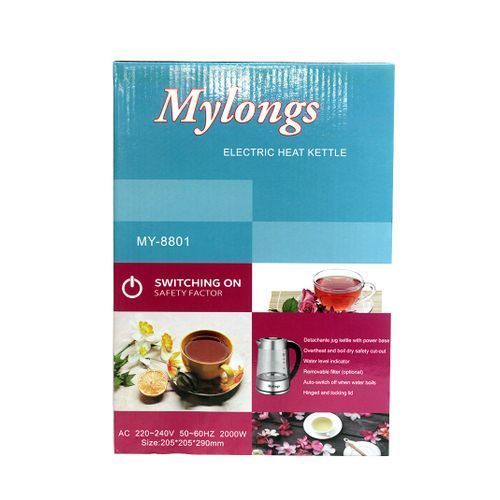 Mylongs
ELECTRIC HEAT KETTLE
MY-8801
SWITCHING ON
SAFETY FACTOR
Detachenle jug kettle with power base
Overheat and boil dry safety cut-out
Water level indicator
Removable filter (optional)
Auto-switch off when water boils
Hinged and locking lid
AC 220~240V 50~60HZ 2000W
Size:205*205*290mm